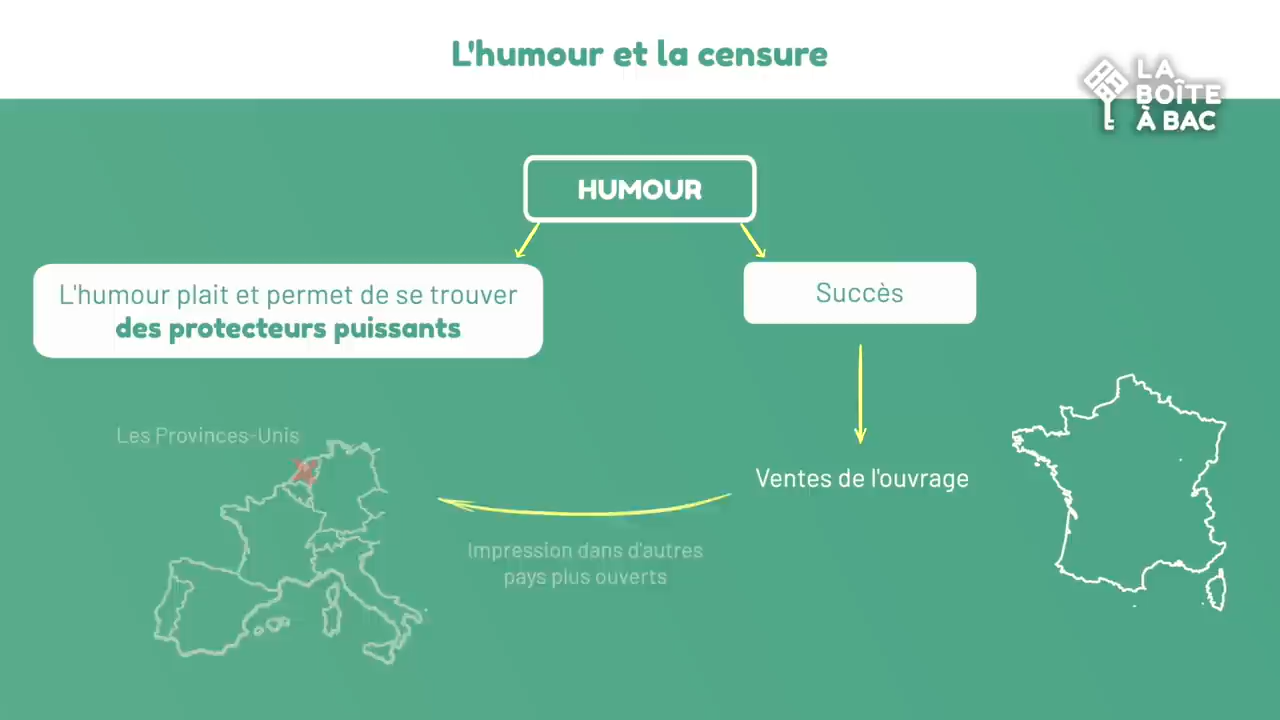 L'humour et la censure
LA
BOÎTE
À BAC
HUMOUR
L'humour plait et permet de se trouver
des protecteurs puissants
Succès
Les Provinces-Unis
Ventes de l'ouvrage
Impression dans d'autres
pays plus ouverts